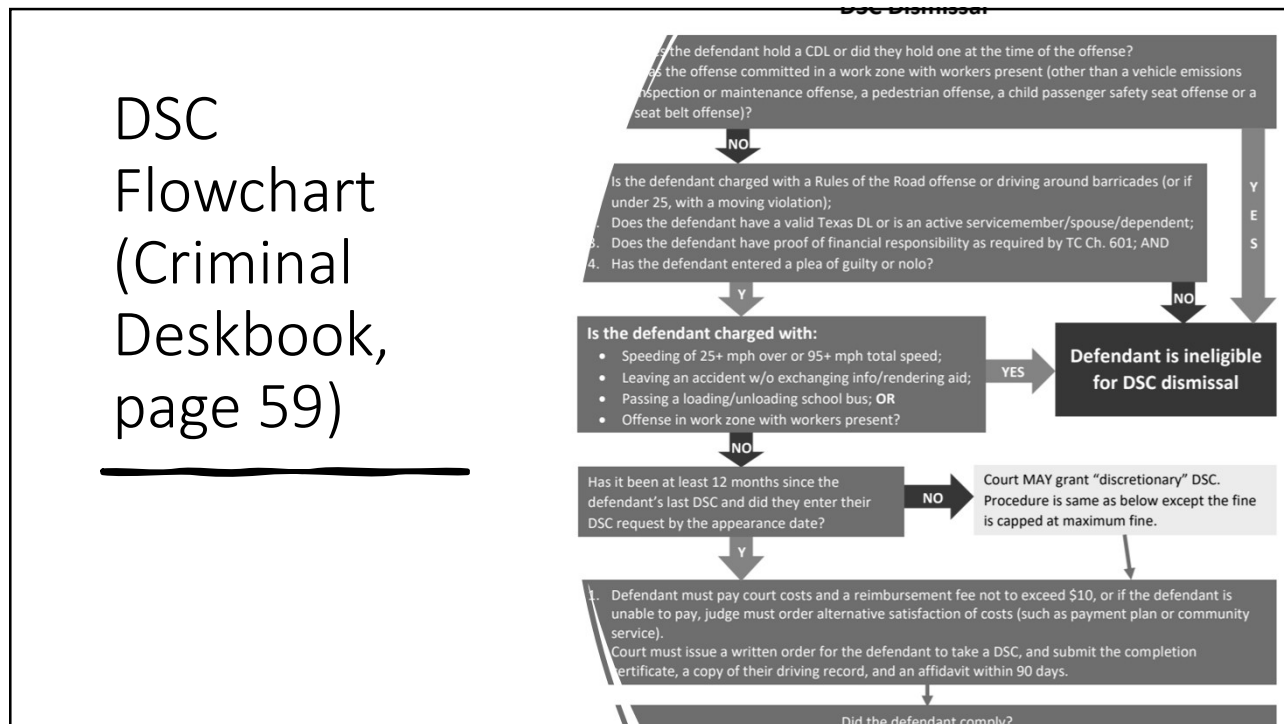 DSC
Flowchart
(Criminal
Deskbook,
page 59)
DSC Dismissal
the defendant hold a CDL or did they hold one at the time of the offense?
the offense committed in a work zone with workers present (other than a vehicle emissions
inspection or maintenance offense, a pedestrian offense, a child passenger safety seat offense or a
seat belt offense)?
NO
YES
Is the defendant charged with a Rules of the Road offense or driving around barricades (or if
under 25, with a moving violation);
Does the defendant have a valid Texas DL or is an active servicemember/spouse/dependent;
3. Does the defendant have proof of financial responsibility as required by TC Ch. 601; AND
4. Has the defendant entered a plea of guilty or nolo?
Y
NO
Is the defendant charged with:
• Speeding of 25+ mph over or 95+ mph total speed;
• Leaving an accident w/o exchanging info/rendering aid;
• Passing a loading/unloading school bus; OR
• Offense in work zone with workers present?
YES
Defendant is ineligible
for DSC dismissal
NO
Has it been at least 12 months since the
defendant's last DSC and did they enter their
DSC request by the appearance date?
NO
Court MAY grant “discretionary” DSC.
Procedure is same as below except the fine
is capped at maximum fine.
Y
1. Defendant must pay court costs and a reimbursement fee not to exceed $10, or if the defendant is
unable to pay, judge must order alternative satisfaction of costs (such as payment plan or community
service).
Court must issue a written order for the defendant to take a DSC, and submit the completion
certificate, a copy of their driving record, and an affidavit within 90 days.
Did the defendant comply?